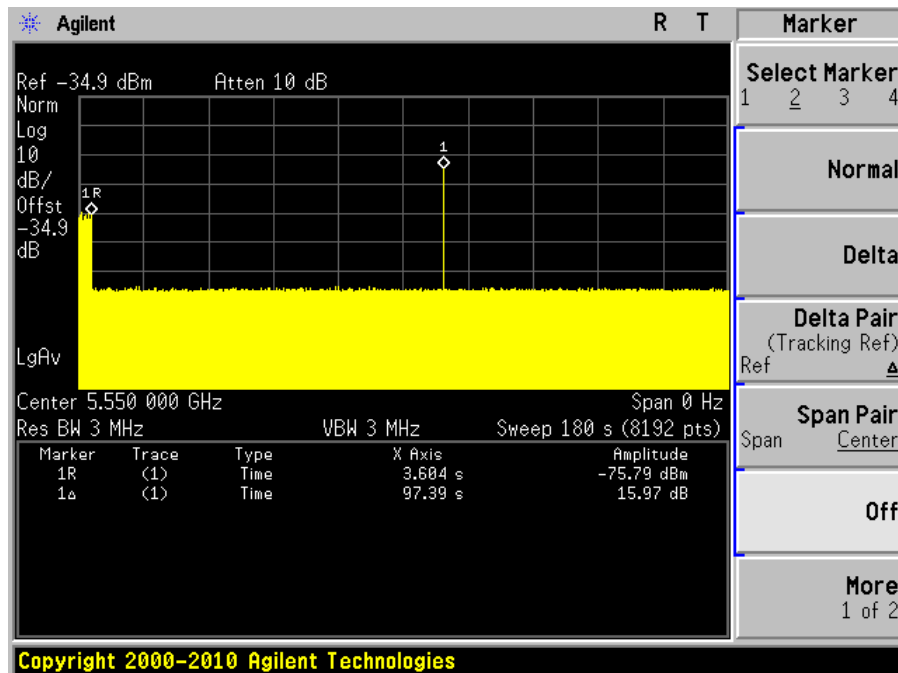 Agilent R T
Ref -34.9 dBm Atten 10 dB
Norm
Log
10
dB/
Offst
-34.9
dB
LgAv
1R
1
Center 5.550 000 GHz Span 0 Hz
Res BW 3 MHz VBW 3 MHz Sweep 180 s (8192 pts)
Marker Trace Type X Axis Amplitude
1R (1) Time 3.604 s -75.79 dBm
1Δ (1) Time 97.39 s 15.97 dB
Copyright 2000-2010 Agilent Technologies
Marker
Select Marker
1 2 3 4
Normal
Delta
Delta Pair
(Tracking Ref)
Ref Δ
Span Pair
Span Center
Off
More
1 of 2